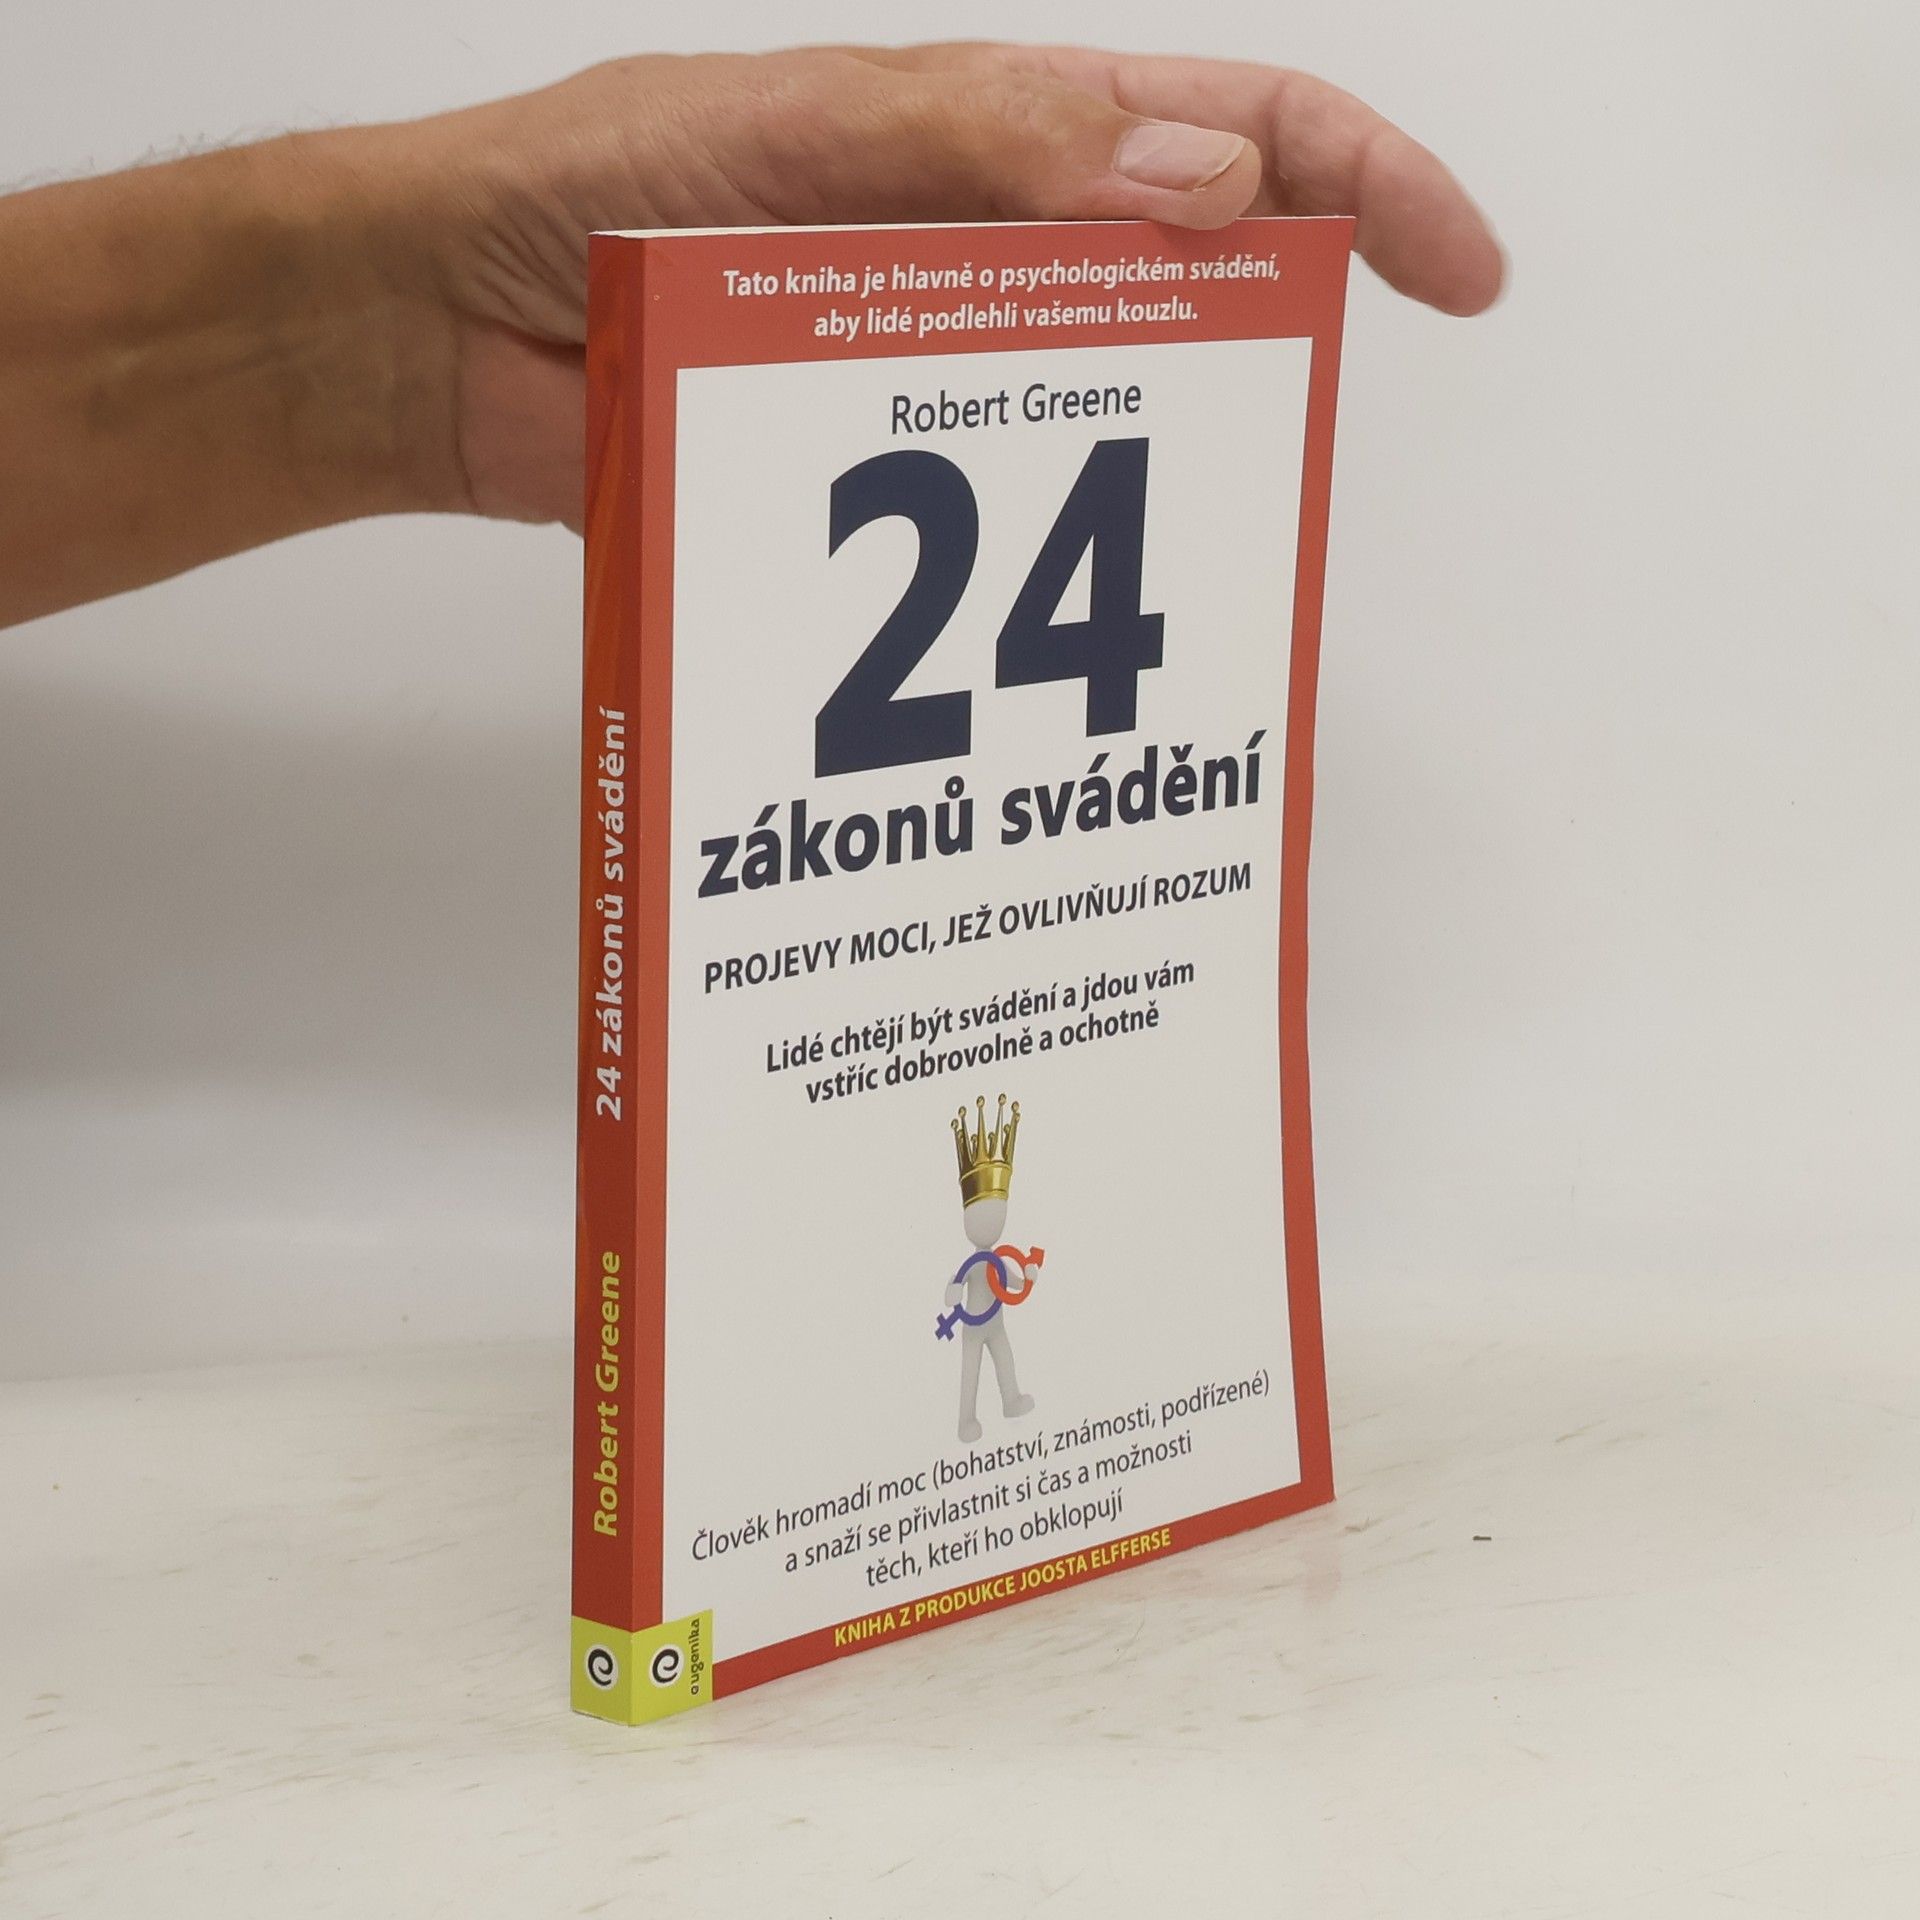 Tato kniha je hlavně o psychologickém svádění,
aby lidé podlehli vašemu kouzlu.
Robert Greene
24
zákonů svádění
PROJEVY MOCI, JEŽ OVLIVŇUJÍ ROZUM
Lidé chtějí být svádění a jdou vám
vstříc dobrovolně a ochotně
Člověk hromadí moc (bohatství, známosti, podřízené)
a snaží se přivlastnit si čas a možnosti
těch, kteří ho obklopují
KNIHA Z PRODUKCE JOOSTA ELFFERSE
eugenika
Robert Greene 24 zákonů svádění